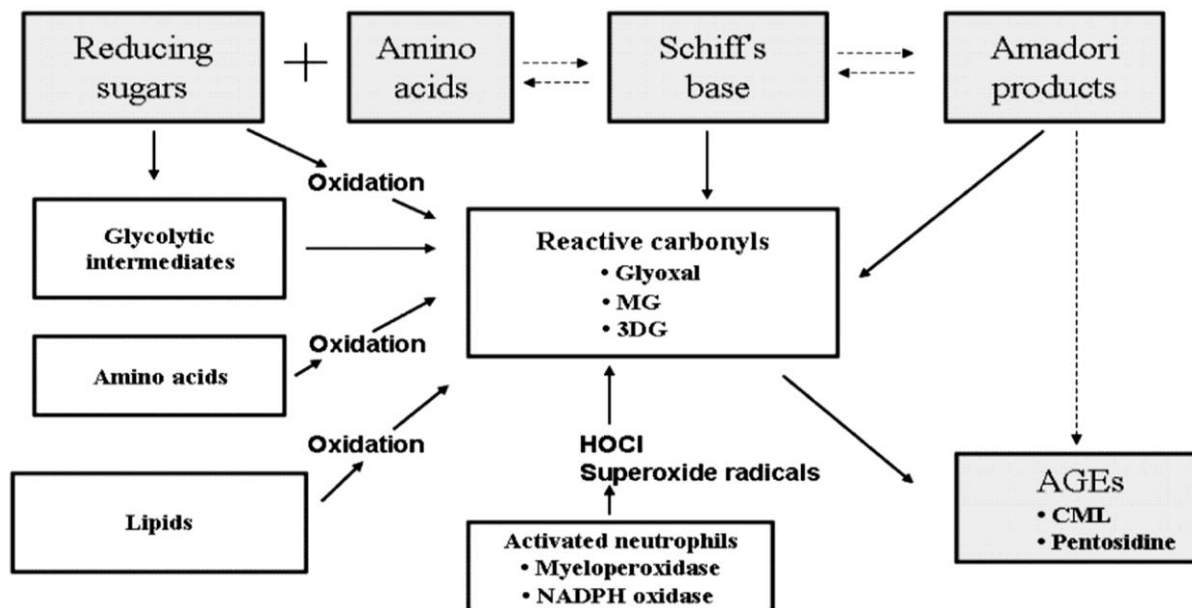 Reducing
sugars
+
Amino
acids
Schiff's
base
Amadori
products
Oxidation
Glycolytic
intermediates
Reactive carbonyls
• Glyoxal
• MG
• 3DG
Oxidation
Amino acids
Oxidation
HOCl
Superoxide radicals
Lipids
AGEs
• CML
• Pentosidine
Activated neutrophils
• Myeloperoxidase
• NADPH oxidase